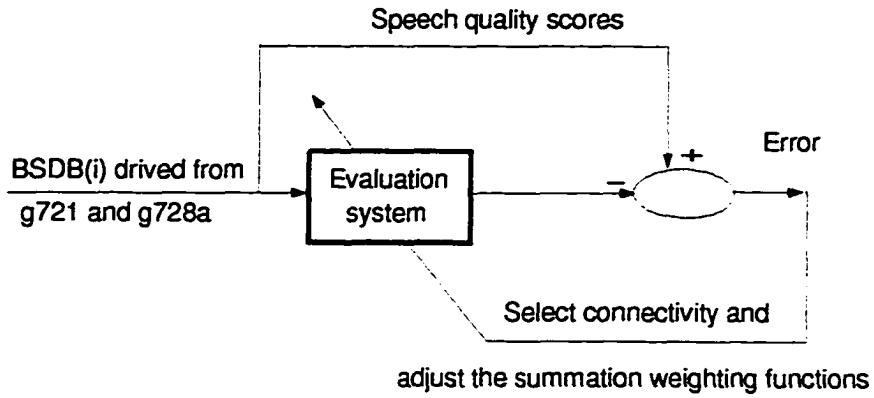 Speech quality scores
+
Error
BSDB(i) drived from
g721 and g728a
Evaluation
system
−
Select connectivity and
adjust the summation weighting functions